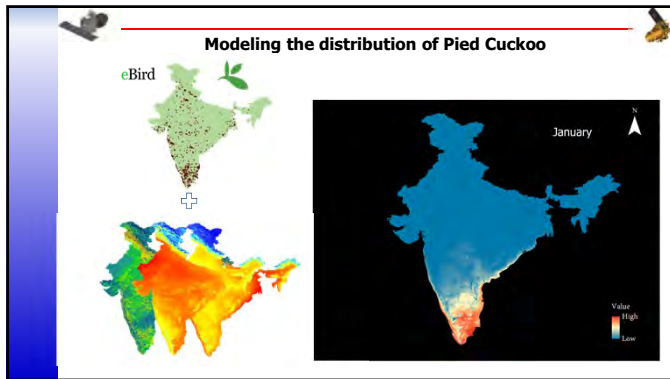 Modeling the distribution of Pied Cuckoo
eBird
January
N
Value
High
Low